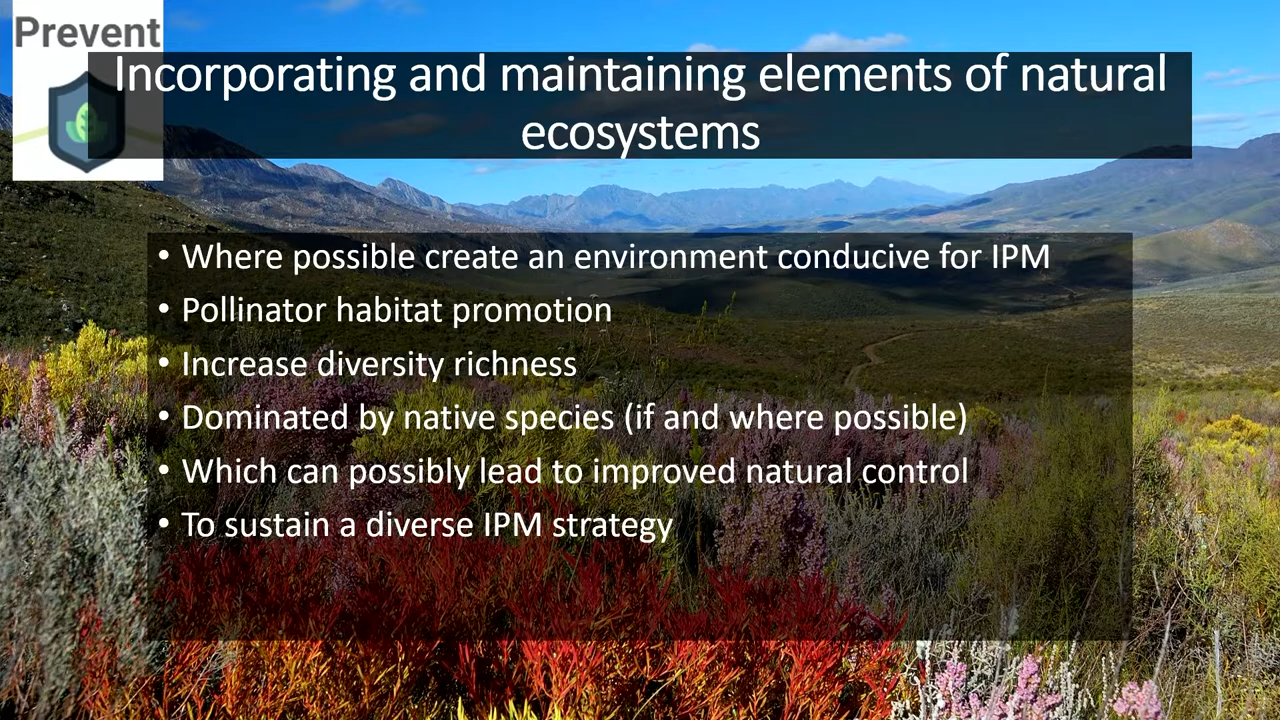 Prevent
Incorporating and maintaining elements of natural
ecosystems
• Where possible create an environment conducive for IPM
• Pollinator habitat promotion
• Increase diversity richness
• Dominated by native species (if and where possible)
• Which can possibly lead to improved natural control
• To sustain a diverse IPM strategy